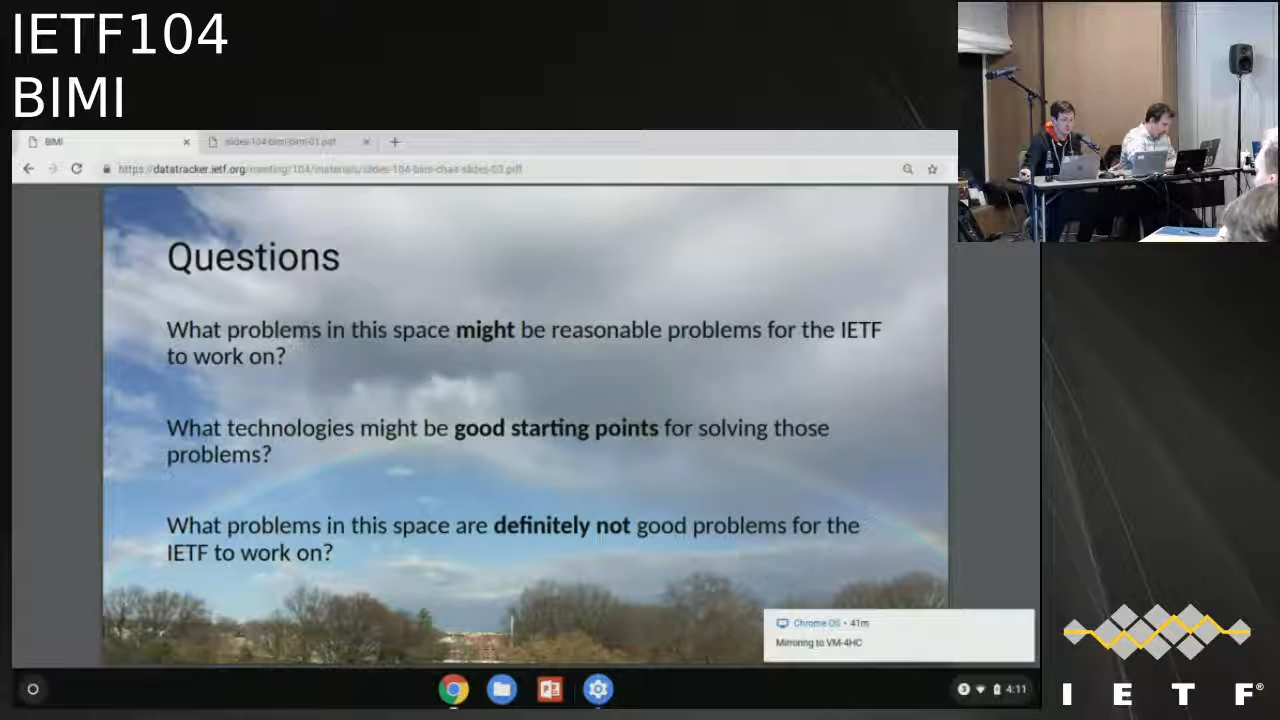 IETF104
BIMI
BIMI
slides-104-bimi-bimi-01.pdf
https://datatracker.ietf.org/meeting/104/materials/slides-104-bimi-chair-slides-03.pdf
Questions
What problems in this space might be reasonable problems for the IETF
to work on?
What technologies might be good starting points for solving those
problems?
What problems in this space are definitely not good problems for the
IETF to work on?
Chrome OS • 41m
Mirroring to VM-4HC
3
4:11
I E T F®